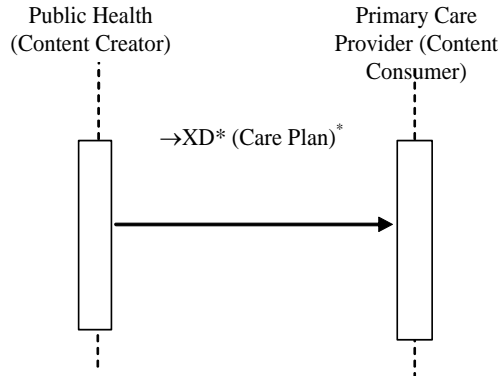 Public Health
(Content Creator)
Primary Care
Provider (Content
Consumer)
→XD* (Care Plan)*